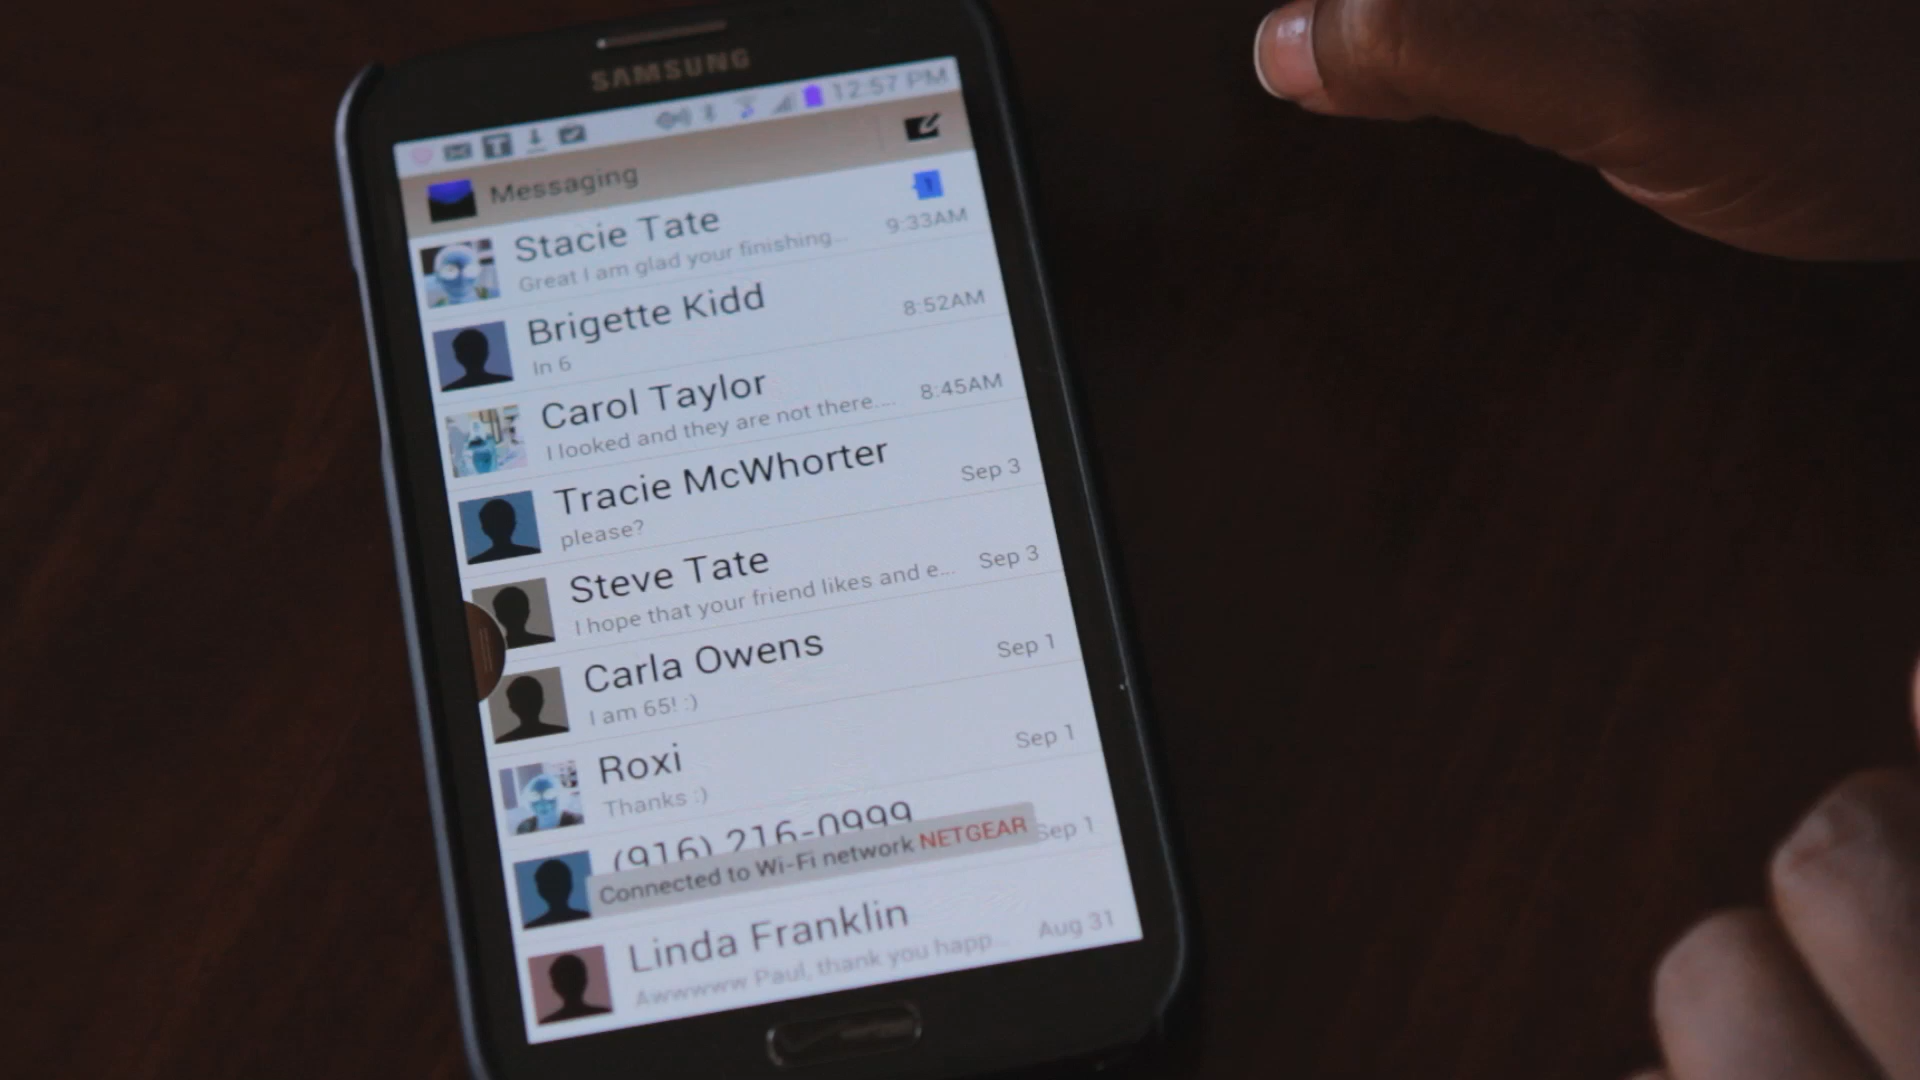 SAMSUNG
12:57 PM
Messaging
1
Stacie Tate
Great I am glad your finishing... 9:33AM
Brigette Kidd
In 6 8:52AM
Carol Taylor
I looked and they are not there.... 8:45AM
Tracie McWhorter
please? Sep 3
Steve Tate
I hope that your friend likes and e... Sep 3
Carla Owens
I am 65! :) Sep 1
Roxi
Thanks :) Sep 1
(916) 216-0999
Connected to Wi-Fi network NETGEAR Sep 1
Linda Franklin
Awwwww Paul, thank you happ... Aug 31